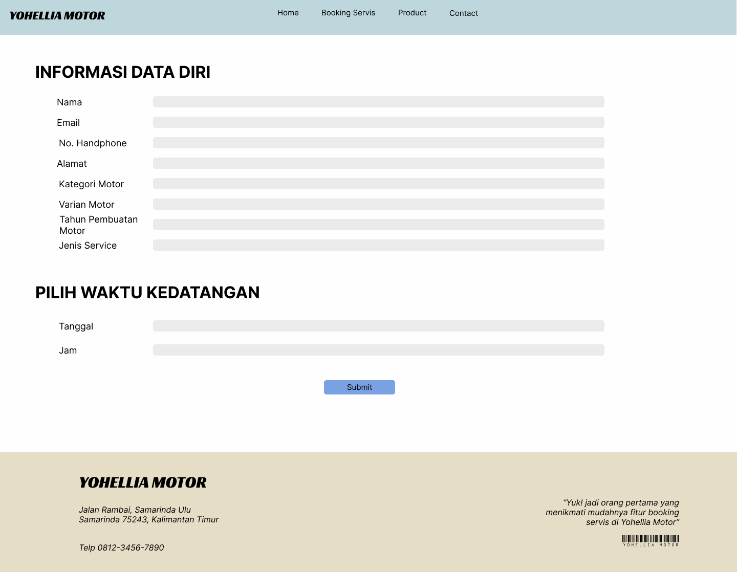 YOHELLIA MOTOR
Home
Booking Servis
Product
Contact
INFORMASI DATA DIRI
Nama
Email
No. Handphone
Alamat
Kategori Motor
Varian Motor
Tahun Pembuatan
Motor
Jenis Service
PILIH WAKTU KEDATANGAN
Tanggal
Jam
Submit
YOHELLIA MOTOR
Jalan Rambai, Samarinda Ulu
Samarinda 75243, Kalimantan Timur
Telp 0812-3456-7890
"Yuk! jadi orang pertama yang
menikmati mudahnya fitur booking
servis di Yohellia Motor"
YOHELLIA MOTOR